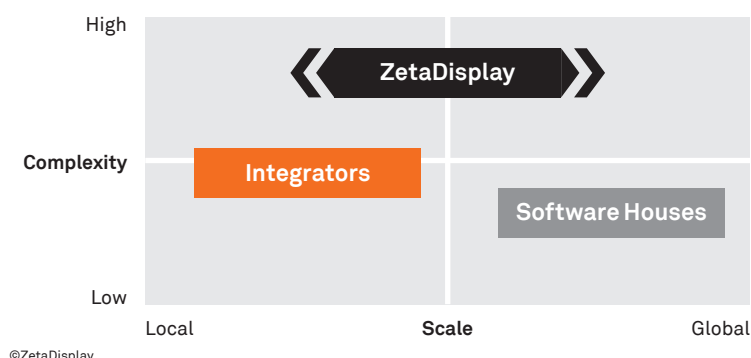 High
ZetaDisplay
Complexity
Integrators
Software Houses
Low
Local Scale Global
©ZetaDisplay